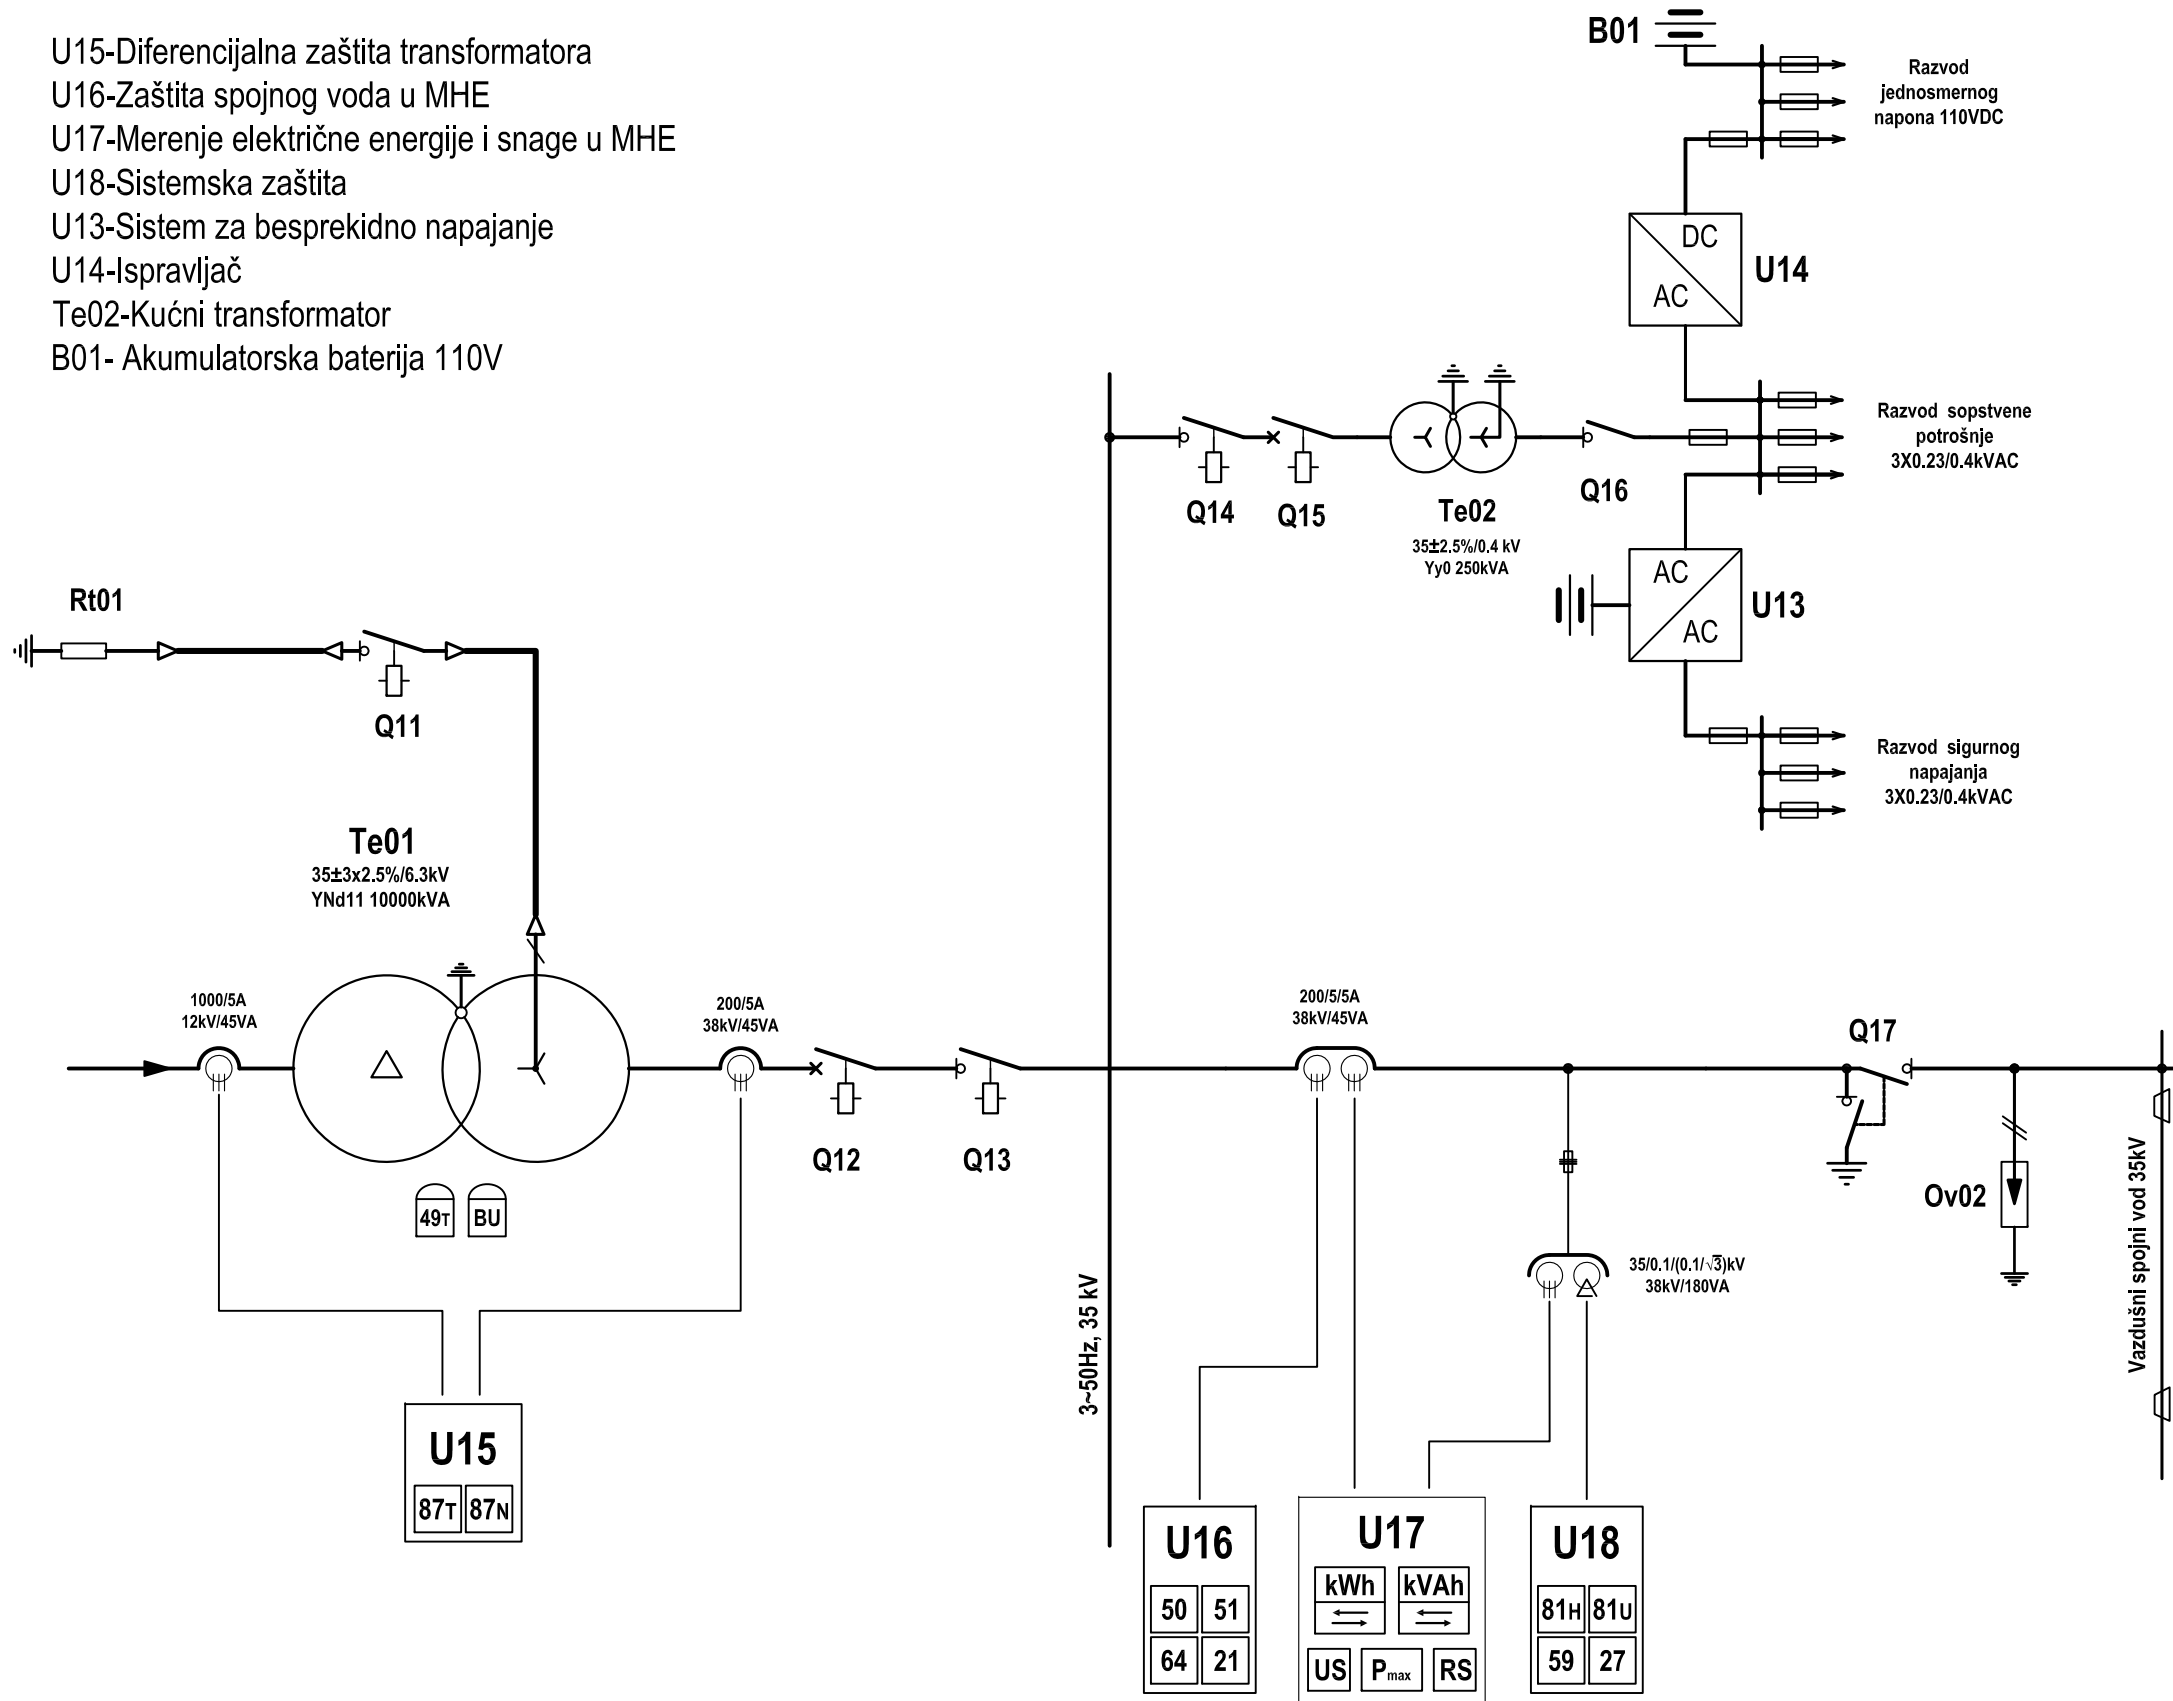 U15-Diferencijalna zaštita transformatora
U16-Zaštita spojnog voda u MHE
U17-Merenje električne energije i snage u MHE
U18-Sistemska zaštita
U13-Sistem za besprekidno napajanje
U14-Ispravljač
Te02-Kućni transformator
B01- Akumulatorska baterija 110V
B01
Razvod
jednosmernog
napona 110VDC
DC
AC
U14
Razvod sopstvene
potrošnje
3X0.23/0.4kVAC
Q14
Q15
Te02
35±2.5%/0.4 kV
Yy0 250kVA
Q16
AC
AC
U13
Razvod sigurnog
napajanja
3X0.23/0.4kVAC
Rt01
Q11
Te01
35±3x2.5%/6.3kV
YNd11 10000kVA
1000/5A
12kV/45VA
200/5A
38kV/45VA
200/5/5A
38kV/45VA
Q12
Q13
Q17
Ov02
49T
BU
35/0.1/(0.1/√3)kV
38kV/180VA
3~50Hz, 35 kV
Vazdušni spojni vod 35kV
U15
87T 87N
U16
50 51
64 21
U17
kWh kVAh
US Pmax RS
U18
81H 81U
59 27